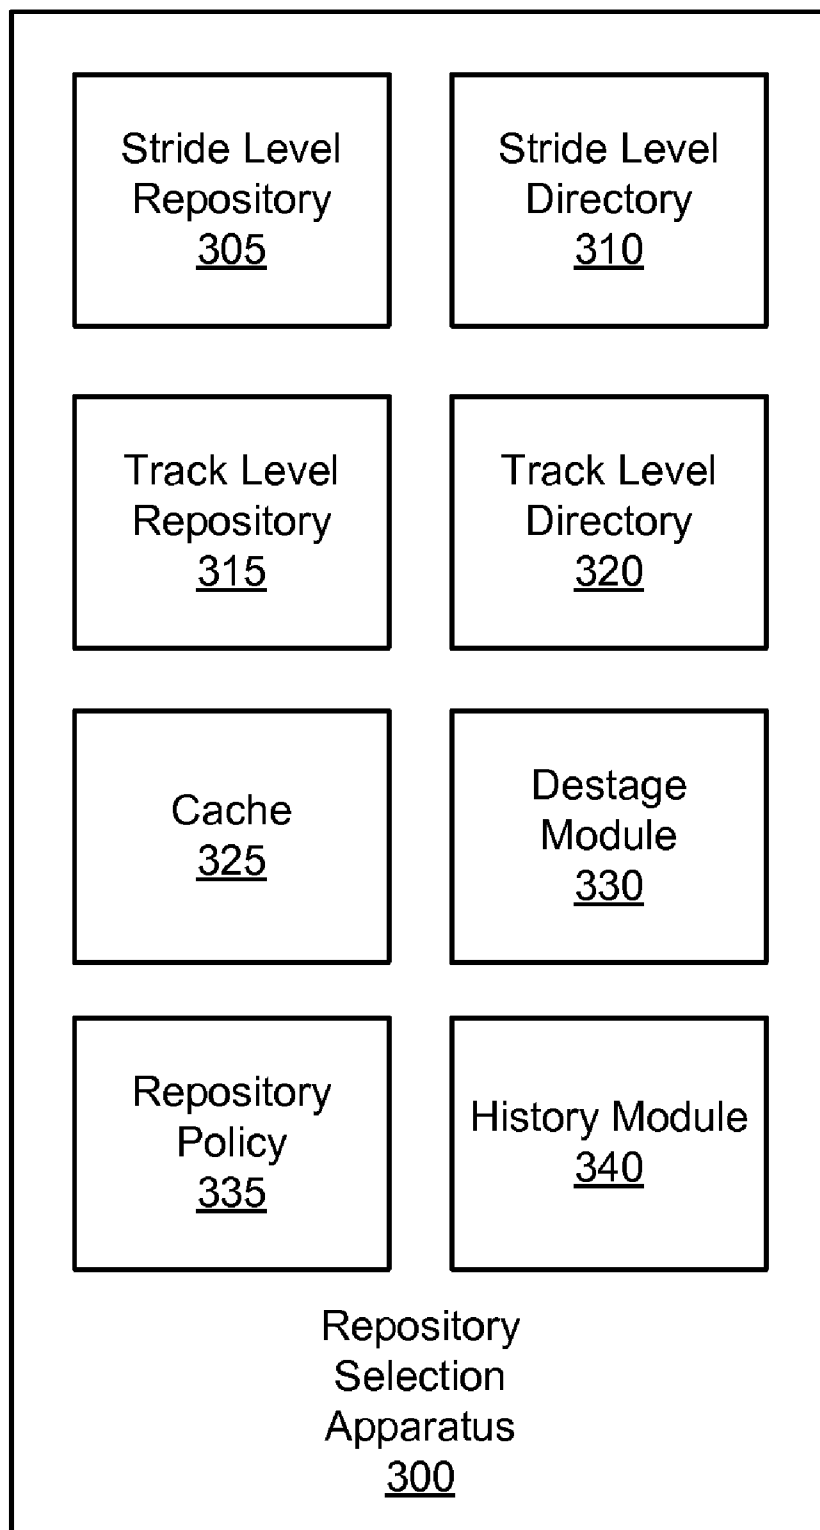 Stride Level
Repository
305
Stride Level
Directory
310
Track Level
Repository
315
Track Level
Directory
320
Cache
325
Destage
Module
330
Repository
Policy
335
History Module
340
Repository
Selection
Apparatus
300